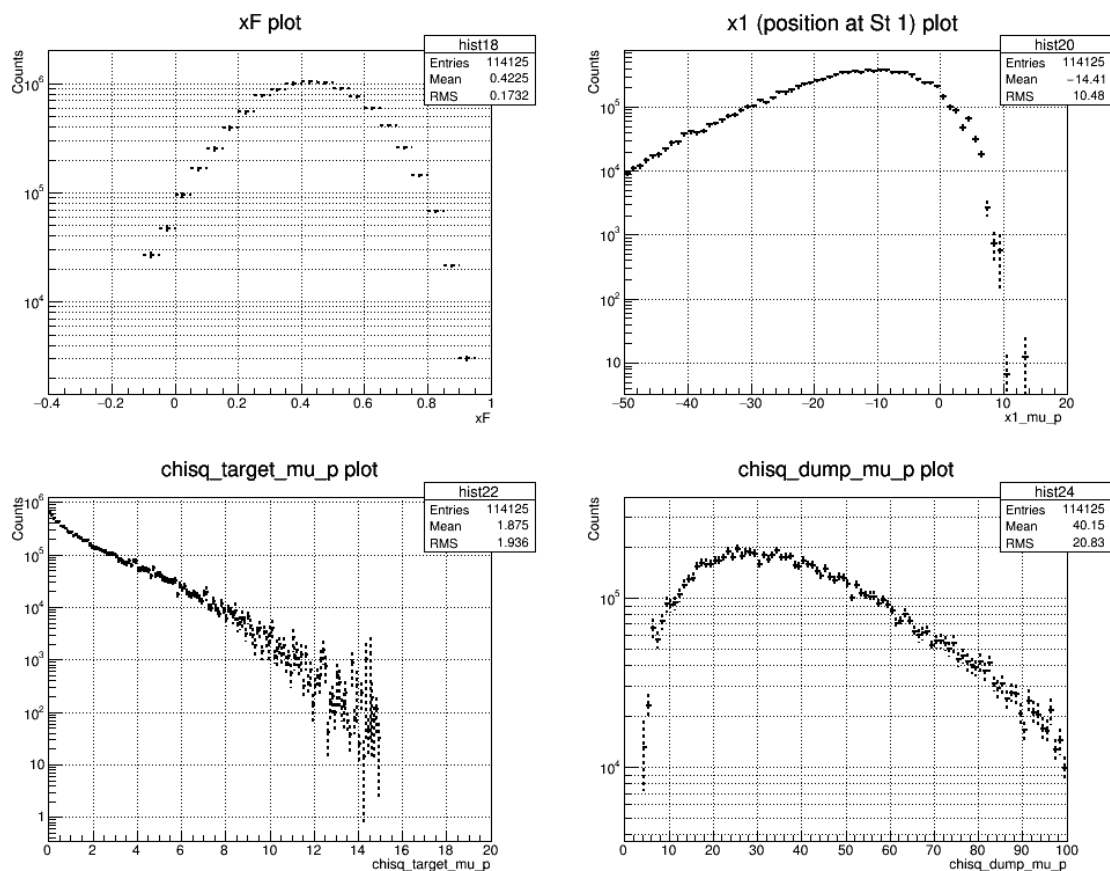 xF plot
Counts
hist18
Entries 114125
Mean 0.4225
RMS 0.1732
10^6
10^5
10^4
−0.4 −0.2 0 0.2 0.4 0.6 0.8 1
xF
x1 (position at St 1) plot
Counts
hist20
Entries 114125
Mean −14.41
RMS 10.48
10^5
10^4
10^3
10^2
10
−50 −40 −30 −20 −10 0 10 20
x1_mu_p
chisq_target_mu_p plot
Counts
hist22
Entries 114125
Mean 1.875
RMS 1.936
10^6
10^5
10^4
10^3
10^2
10
1
0 2 4 6 8 10 12 14 16 18 20
chisq_target_mu_p
chisq_dump_mu_p plot
Counts
hist24
Entries 114125
Mean 40.15
RMS 20.83
10^5
10^4
0 10 20 30 40 50 60 70 80 90 100
chisq_dump_mu_p